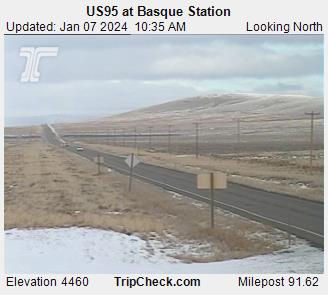 US95 at Basque Station
Updated: Jan 07 2024 10:35 AM Looking North
Elevation 4460 TripCheck.com Milepost 91.62